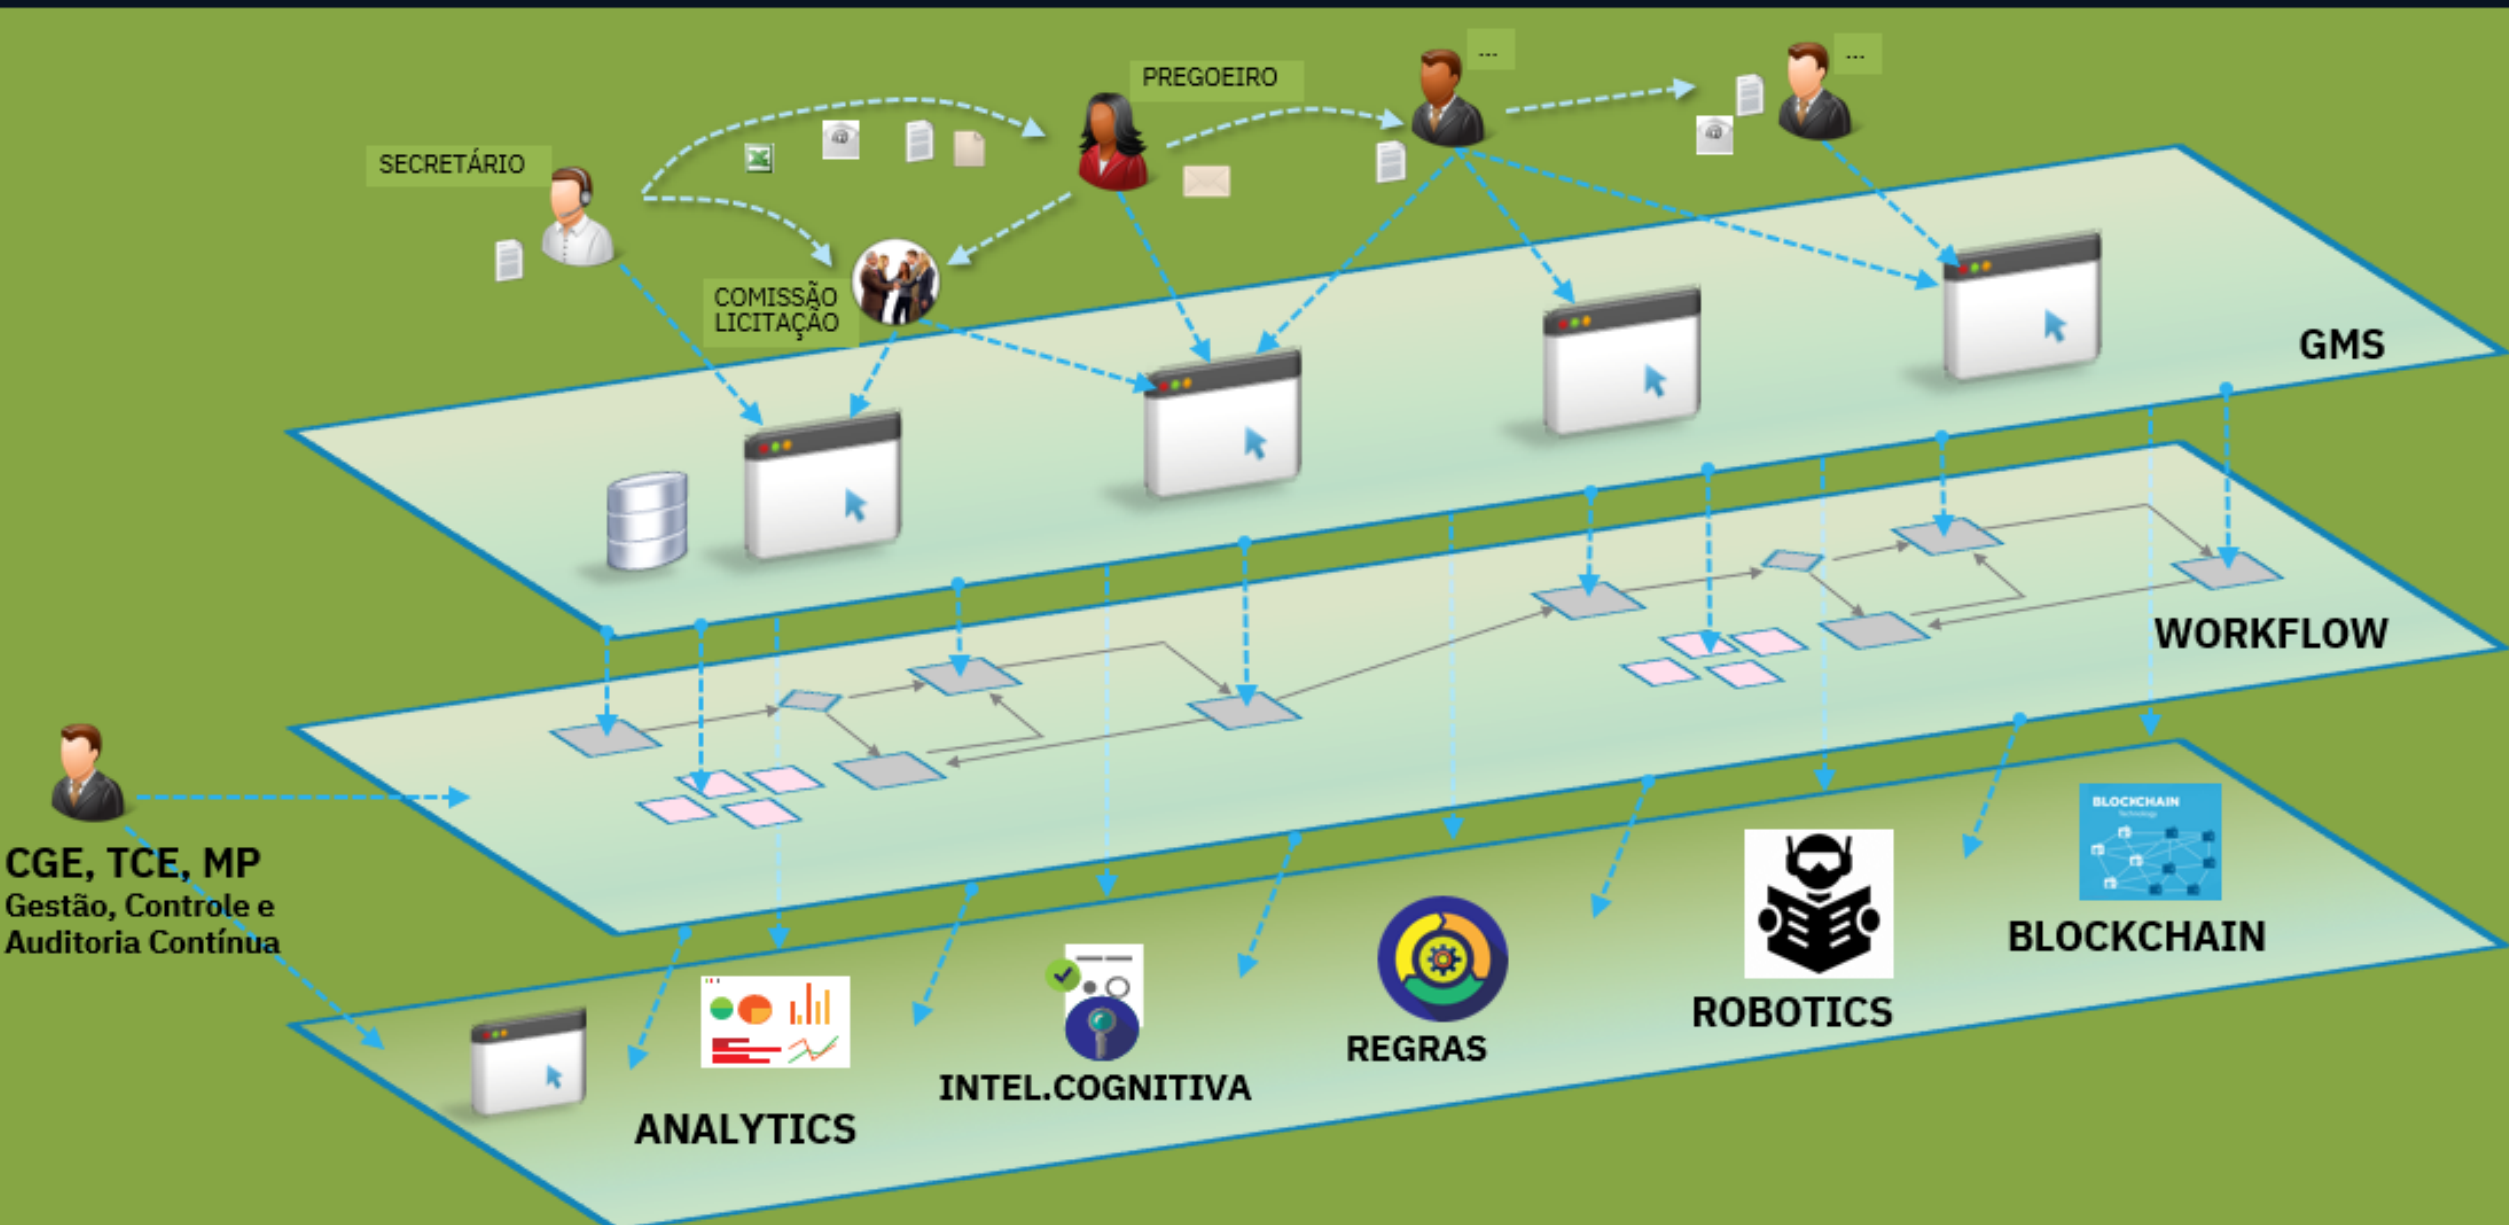 ...
...
PREGOEIRO
SECRETÁRIO
COMISSÃO
LICITAÇÃO
GMS
WORKFLOW
CGE, TCE, MP
Gestão, Controle e
Auditoria Contínua
BLOCKCHAIN
Technology
BLOCKCHAIN
ROBOTICS
REGRAS
INTEL.COGNITIVA
ANALYTICS